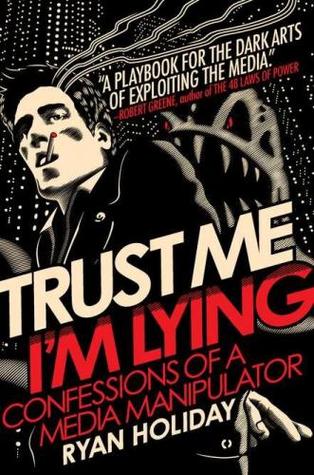 "A PLAYBOOK FOR THE DARK ARTS
OF EXPLOITING THE MEDIA."
–ROBERT GREENE, author of THE 48 LAWS OF POWER
TRUST ME
I'M LYING
CONFESSIONS OF A
MEDIA MANIPULATOR
RYAN HOLIDAY